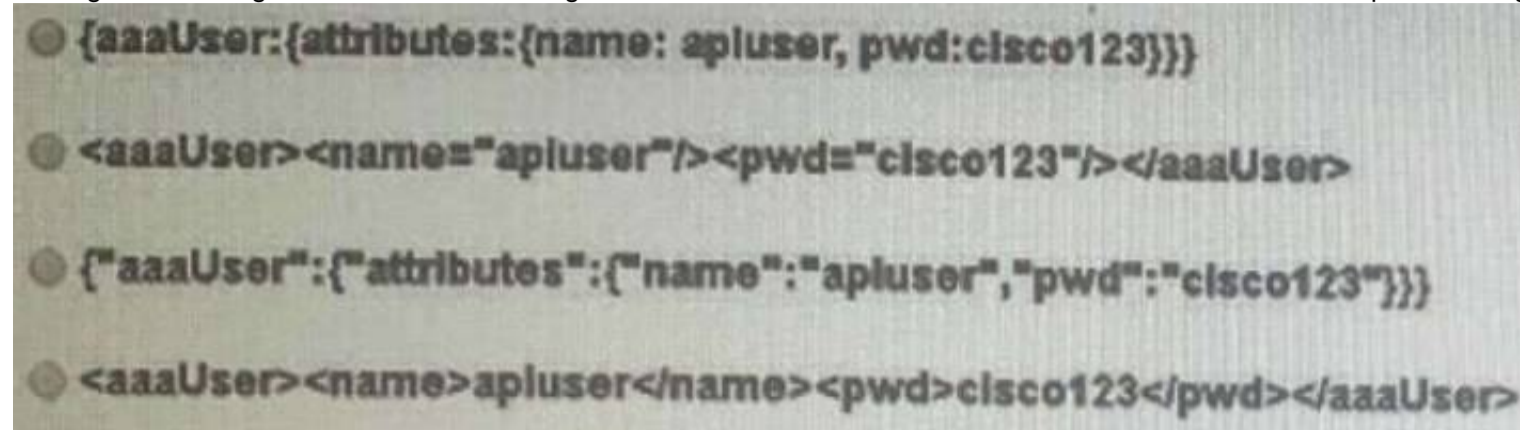 {aaaUser:{attributes:{name: apiuser, pwd:cisco123}}}
<aaaUser><name="apiuser"/><pwd="cisco123"/></aaaUser>
{"aaaUser":{"attributes":{"name":"apiuser","pwd":"cisco123"}}}
<aaaUser><name>apiuser</name><pwd>cisco123</pwd></aaaUser>